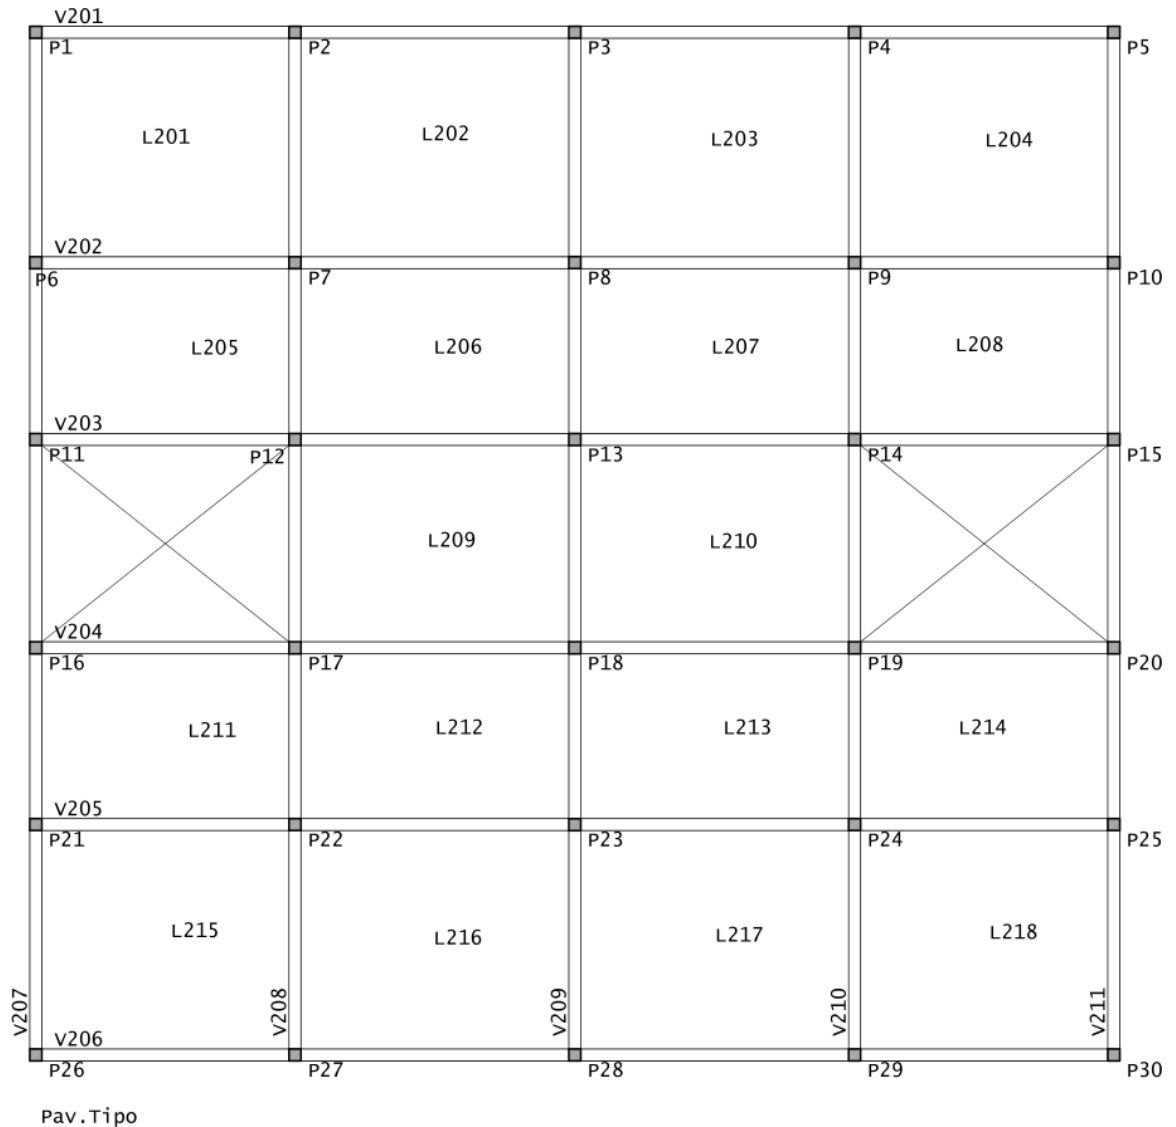 V201
P1 P2 P3 P4 P5
L201 L202 L203 L204
V202
P6 P7 P8 P9 P10
L205 L206 L207 L208
V203
P11 P12 P13 P14 P15
L209 L210
V204
P16 P17 P18 P19 P20
L211 L212 L213 L214
V205
P21 P22 P23 P24 P25
L215 L216 L217 L218
V207 V208 V209 V210 V211
V206
P26 P27 P28 P29 P30
Pav.Tipo